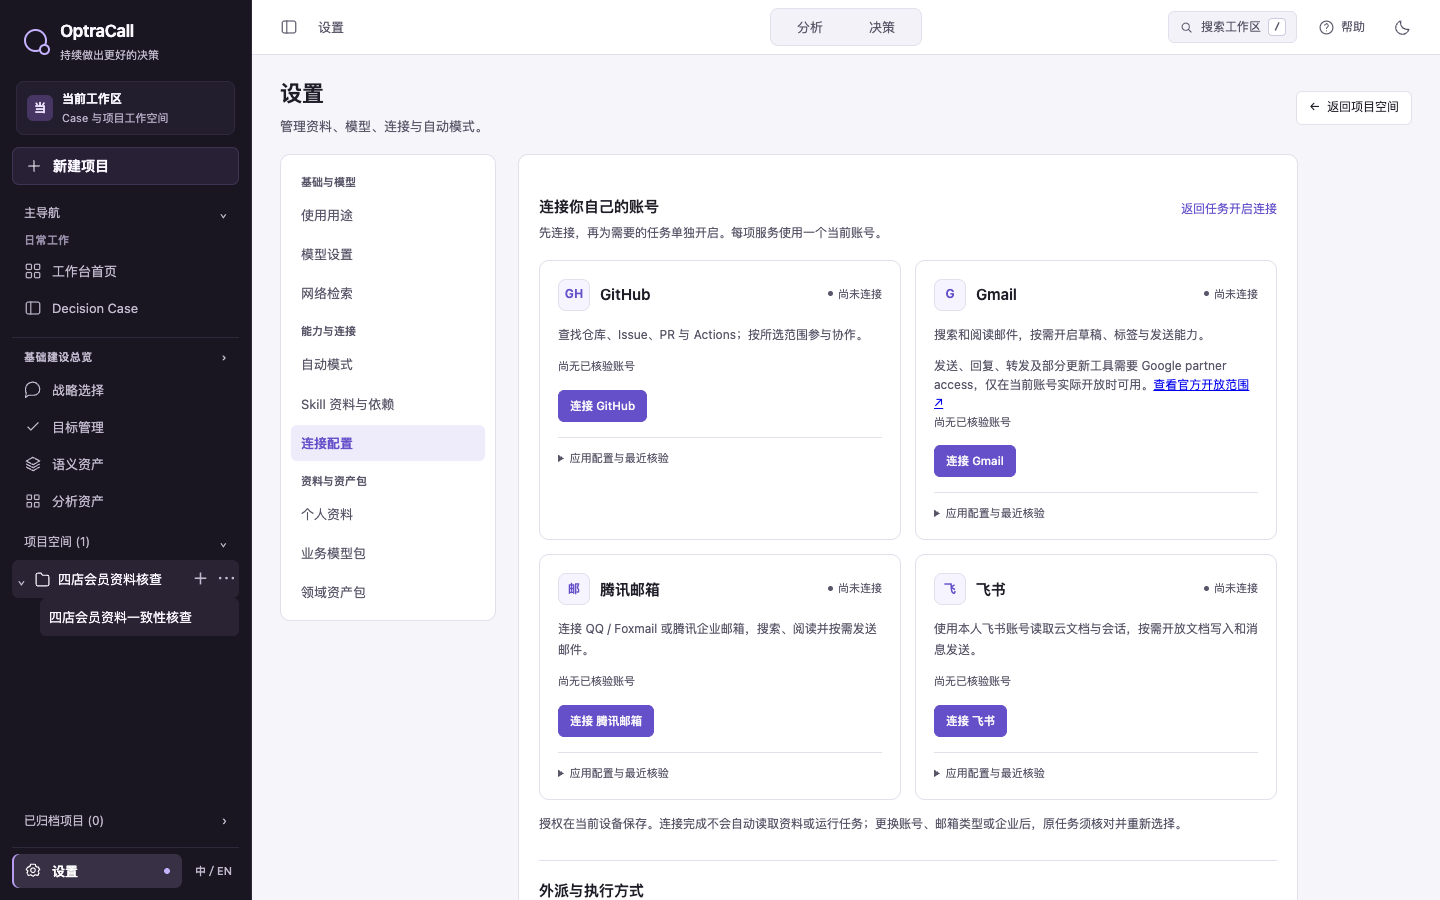 OptraCall
持续做出更好的决策
当
当前工作区
Case 与项目工作空间
新建项目
主导航
日常工作
工作台首页
Decision Case
基础建设总览
战略选择
目标管理
语义资产
分析资产
项目空间 (1)
四店会员资料核查
四店会员资料一致性核查
已归档项目 (0)
设置
中 / EN
设置
分析
决策
搜索工作区 /
帮助
设置
管理资料、模型、连接与自动模式。
← 返回项目空间
基础与模型
使用用途
模型设置
网络检索
能力与连接
自动模式
Skill 资料与依赖
连接配置
资料与资产包
个人资料
业务模型包
领域资产包
连接你自己的账号
返回任务开启连接
先连接，再为需要的任务单独开启。每项服务使用一个当前账号。
GH GitHub
尚未连接
查找仓库、Issue、PR 与 Actions；按所选范围参与协作。
尚无已核验账号
连接 GitHub
应用配置与最近核验
G Gmail
尚未连接
搜索和阅读邮件，按需开启草稿、标签与发送能力。
发送、回复、转发及部分更新工具需要 Google partner
access，仅在当前账号实际开放时可用。查看官方开放范围
↗
尚无已核验账号
连接 Gmail
应用配置与最近核验
邮 腾讯邮箱
尚未连接
连接 QQ / Foxmail 或腾讯企业邮箱，搜索、阅读并按需发送
邮件。
尚无已核验账号
连接 腾讯邮箱
应用配置与最近核验
飞 飞书
尚未连接
使用本人飞书账号读取云文档与会话，按需开放文档写入和消
息发送。
尚无已核验账号
连接 飞书
应用配置与最近核验
授权在当前设备保存。连接完成不会自动读取资料或运行任务；更换账号、邮箱类型或企业后，原任务须核对并重新选择。
外派与执行方式